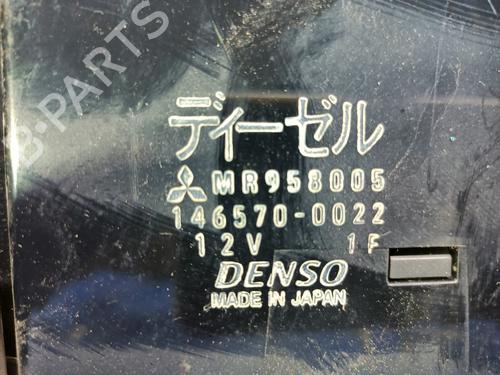 B-PARTS
ディーゼル
MR958005
146570-0022
12V 1F
DENSO
MADE IN JAPAN